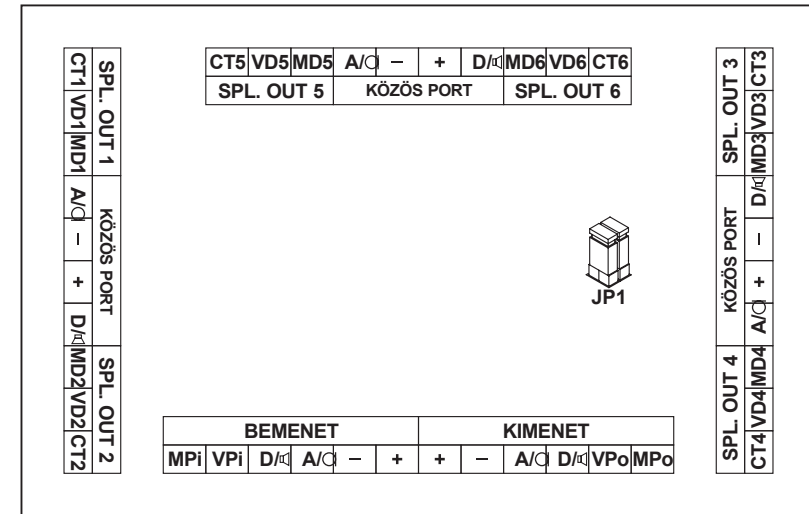 CT5 VD5 MD5 A/ – + D/ MD6 VD6 CT6
SPL. OUT 5 KÖZÖS PORT SPL. OUT 6
SPL. OUT 1 KÖZÖS PORT SPL. OUT 2
CT1 VD1 MD1 A/ – + D/ MD2 VD2 CT2
SPL. OUT 4 KÖZÖS PORT SPL. OUT 3
CT4 VD4 MD4 A/ + – D/ MD3 VD3 CT3
JP1
BEMENET KIMENET
MPi VPi D/ A/ – + + – A/ D/ VPo MPo